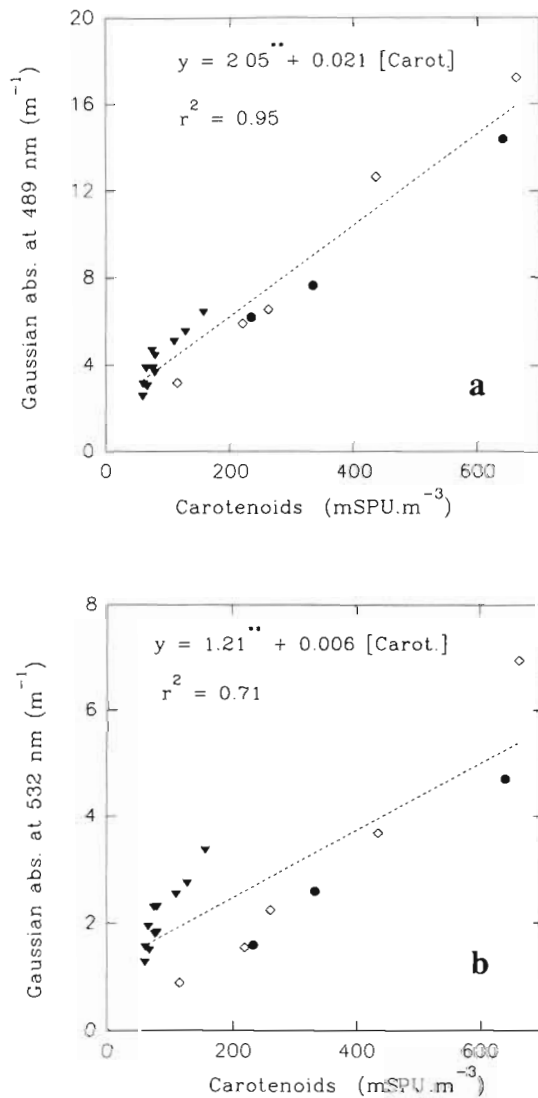 20
16
12
8
4
0
Gaussian abs. at 489 nm (m⁻¹)
y = 2 05** + 0.021 [Carot.]
r² = 0.95
a
0 200 400 600
Carotenoids (mSPU.m⁻³)
8
6
4
2
0
Gaussian abs. at 532 nm (m⁻¹)
y = 1.21** + 0.006 [Carot.]
r² = 0.71
b
0 200 400 600
Carotenoids (mSPU.m⁻³)